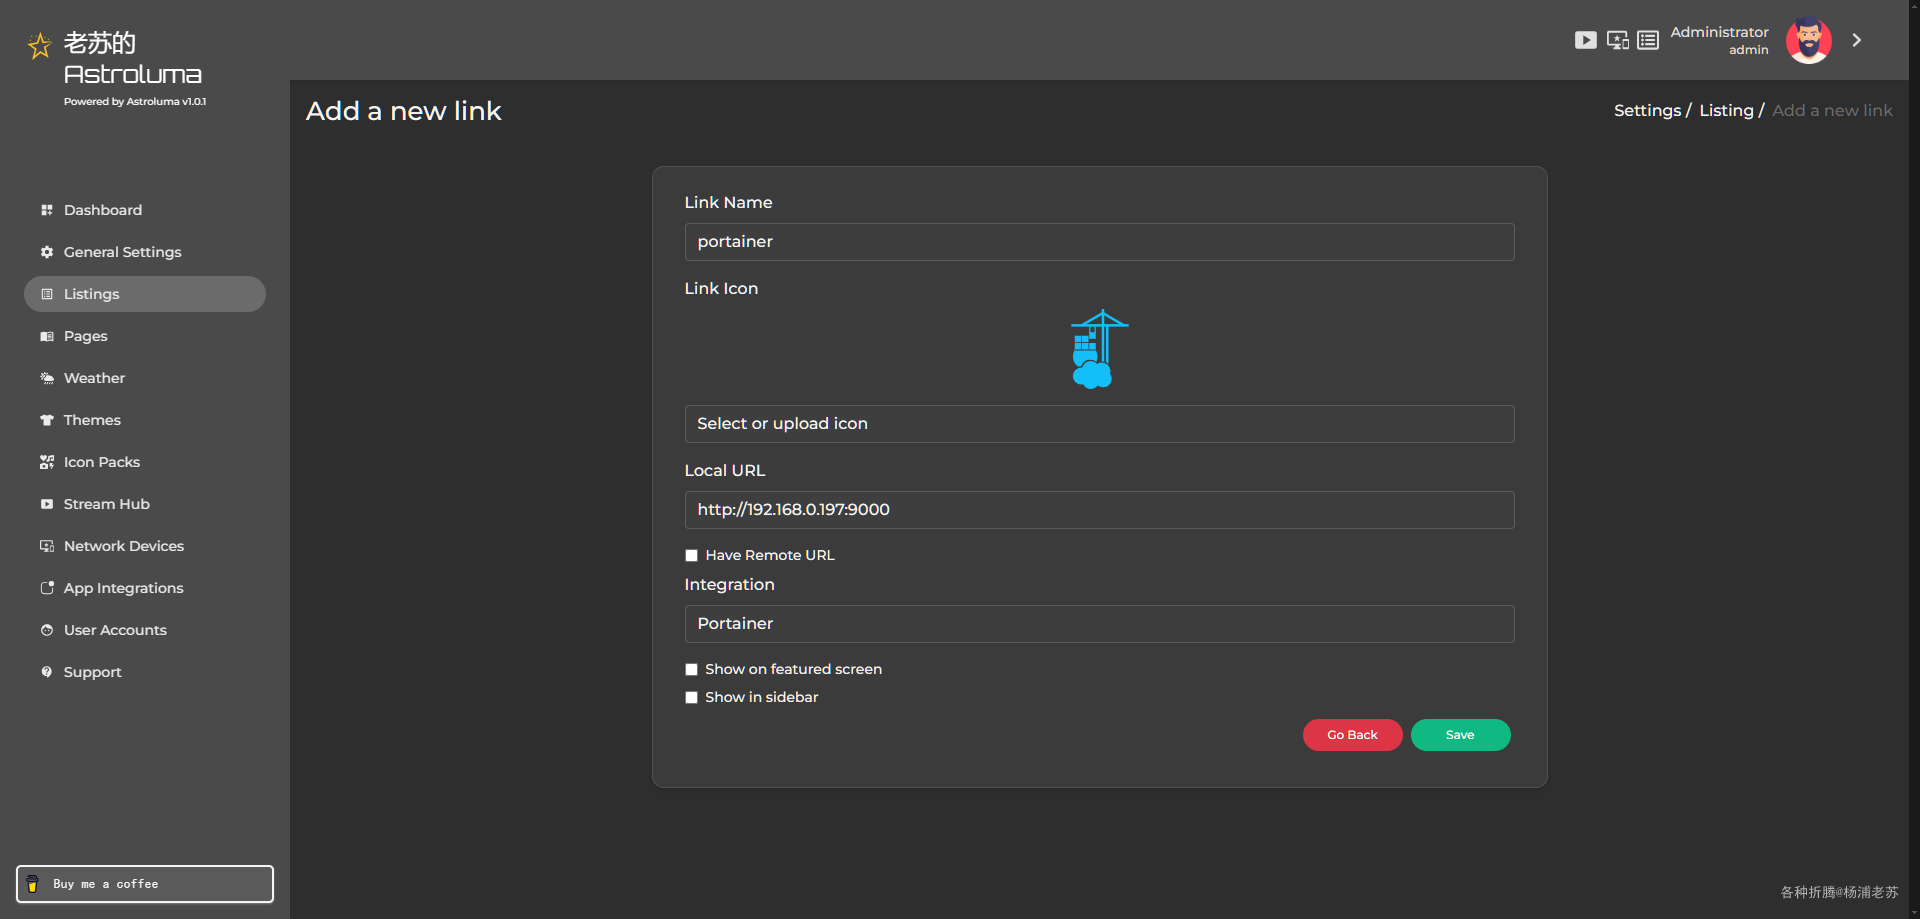 老苏的
Astroluma
Powered by Astroluma v1.0.1
Administrator
admin
Add a new link
Settings / Listing / Add a new link
Dashboard
General Settings
Listings
Pages
Weather
Themes
Icon Packs
Stream Hub
Network Devices
App Integrations
User Accounts
Support
Buy me a coffee
Link Name
portainer
Link Icon
Select or upload icon
Local URL
http://192.168.0.197:9000
Have Remote URL
Integration
Portainer
Show on featured screen
Show in sidebar
Go Back
Save
各种折腾@杨浦老苏